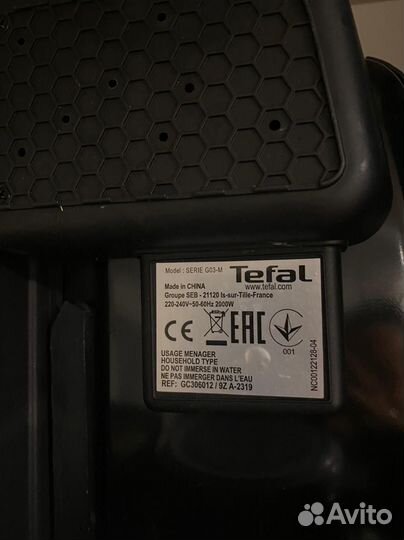 Model : SERIE G03-M
Tefal
www.tefal.com
Made in CHINA
Groupe SEB - 21120 Is-sur-Tille-France
220-240V~50-60Hz 2000W
CE
EAC
001
USAGE MENAGER
HOUSEHOLD TYPE
DO NOT IMMERSE IN WATER
NE PAS IMMERGER DANS L'EAU
REF: GC306012 / 9Z A-2319
NC00122128-04
Avito